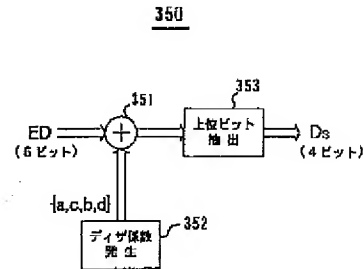 350
351
353
ED
(6ビット)
上位ビット
抽出
Ds
(4ビット)
{a,c,b,d}
352
ディザ係数
発生